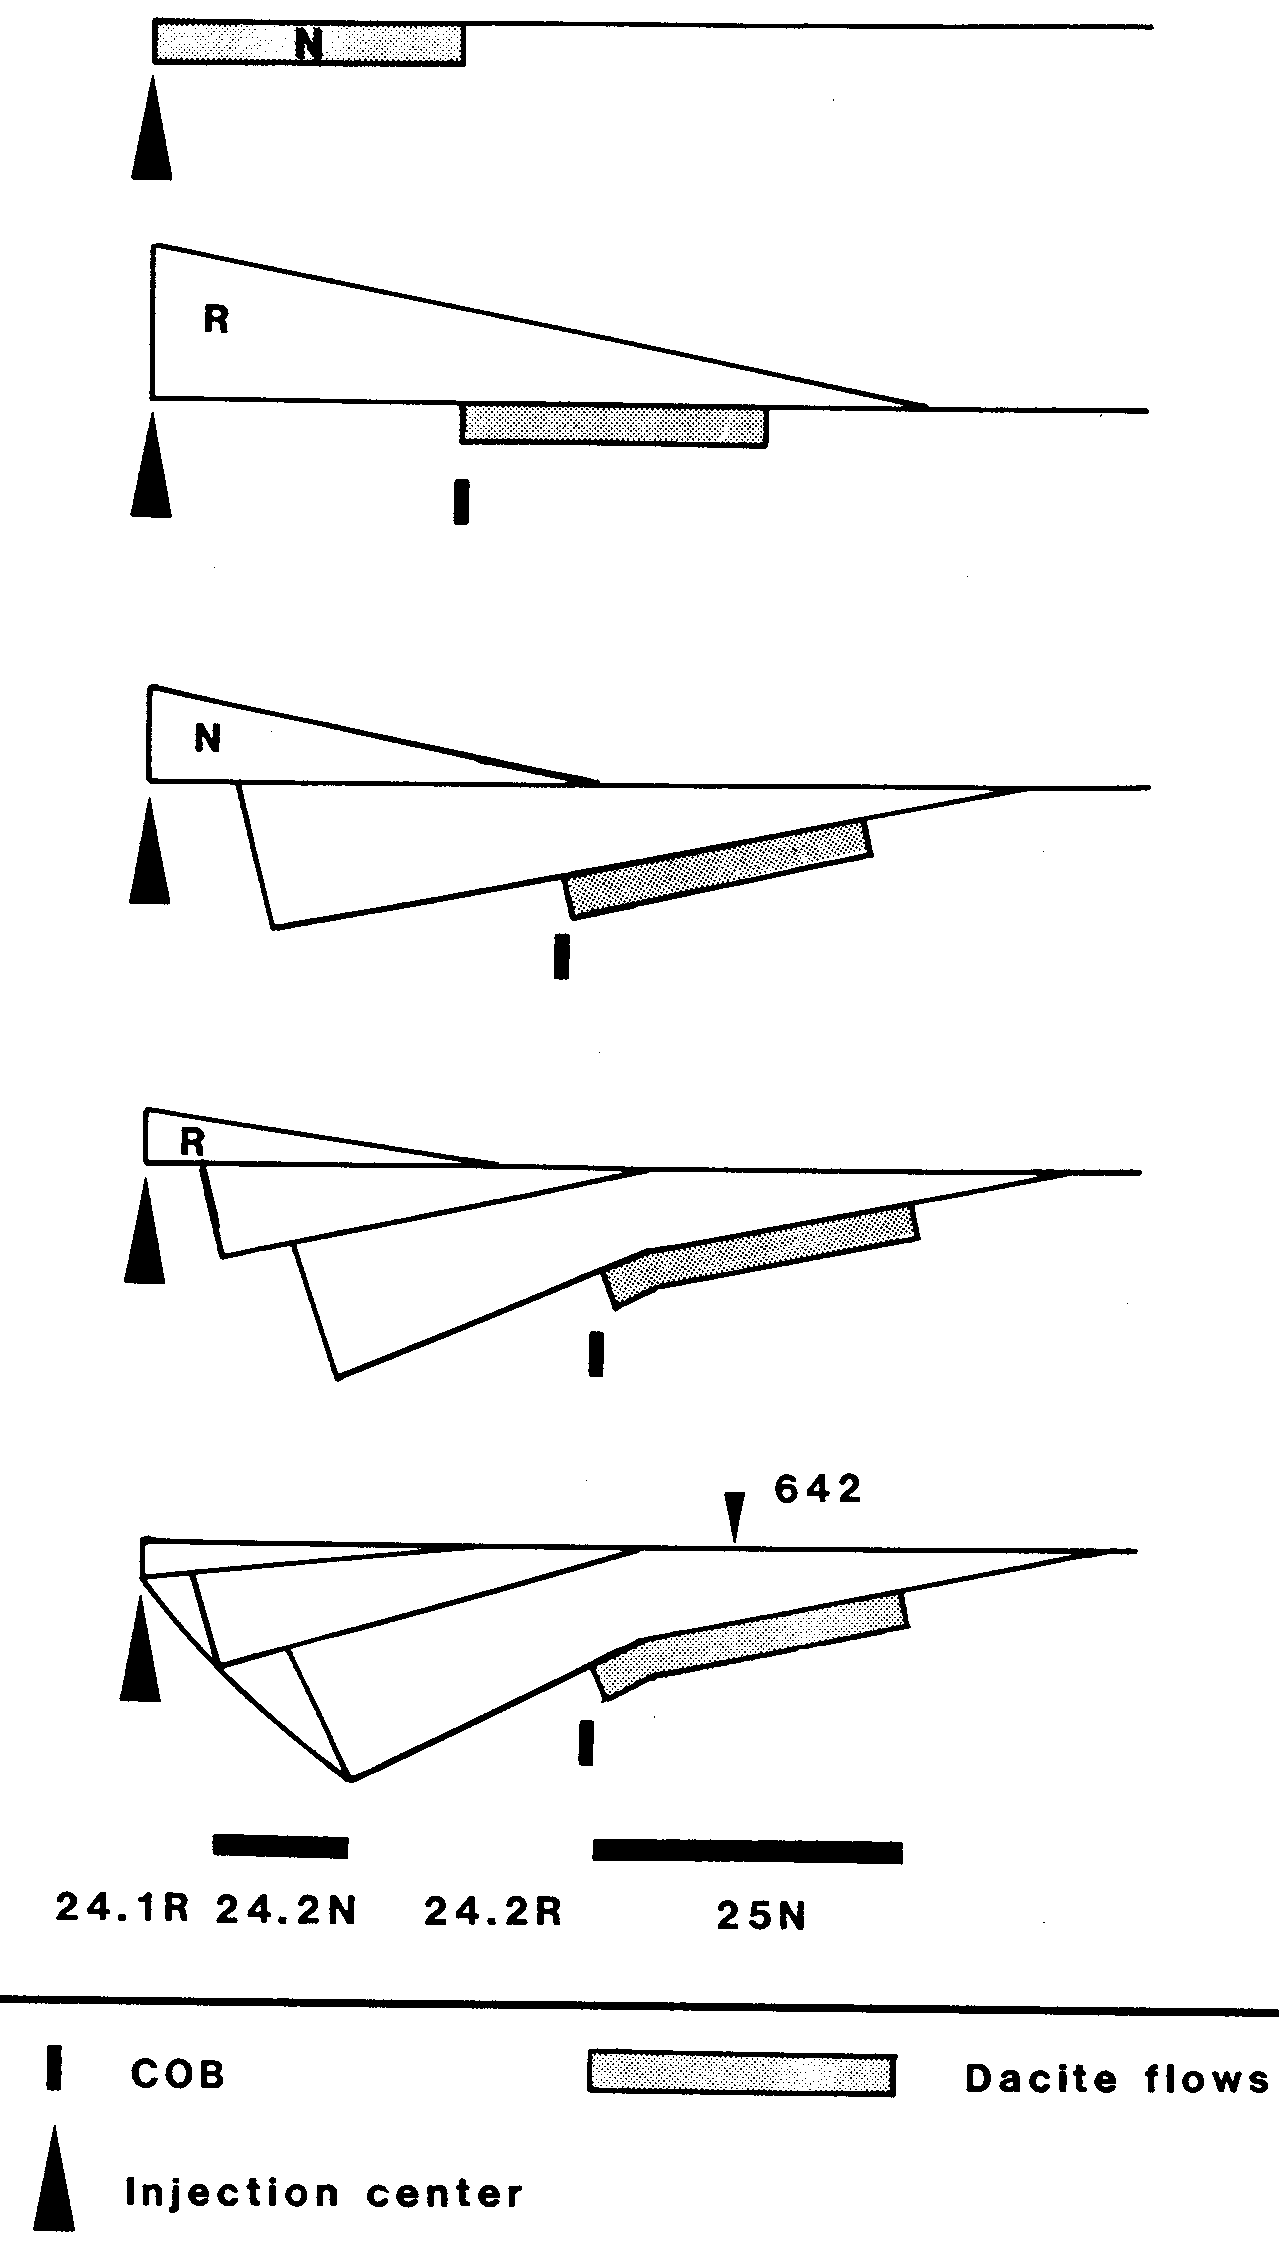 N
R
N
R
642
24.1R 24.2N 24.2R 25N
COB Dacite flows
Injection center